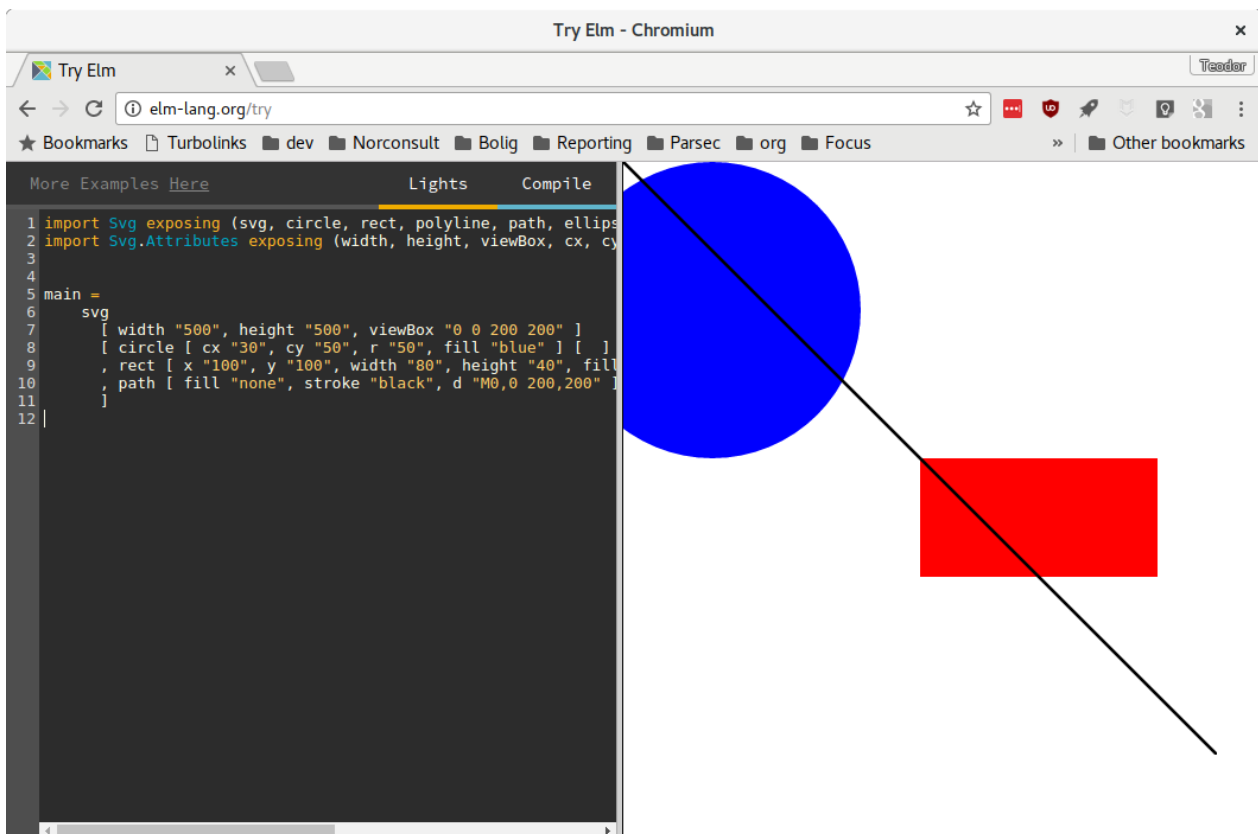 Try Elm - Chromium
Try Elm
Teodor
elm-lang.org/try
Bookmarks Turbolinks dev Norconsult Bolig Reporting Parsec org Focus » Other bookmarks
More Examples Here Lights Compile
1 import Svg exposing (svg, circle, rect, polyline, path, ellips
2 import Svg.Attributes exposing (width, height, viewBox, cx, cy
3
4
5 main =
6 svg
7 [ width "500", height "500", viewBox "0 0 200 200" ]
8 [ circle [ cx "30", cy "50", r "50", fill "blue" ] [  ]
9 , rect [ x "100", y "100", width "80", height "40", fill
10 , path [ fill "none", stroke "black", d "M0,0 200,200" ]
11 ]
12